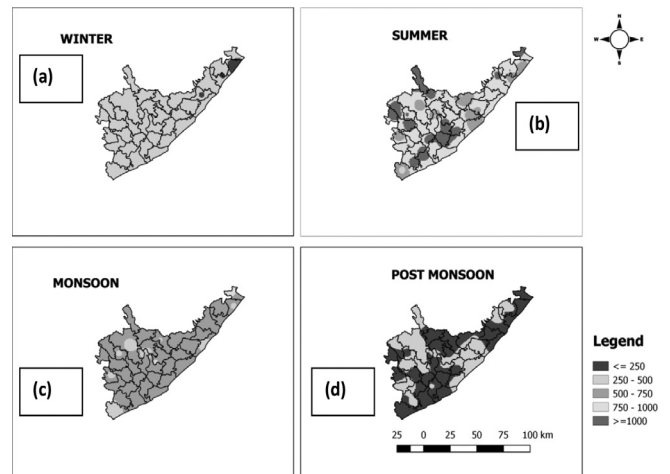 WINTER
(a)
SUMMER
(b)
N
W E
S
MONSOON
(c)
POST MONSOON
(d)
Legend
<= 250
250 - 500
500 - 750
750 - 1000
>=1000
25 0 25 50 75 100 km